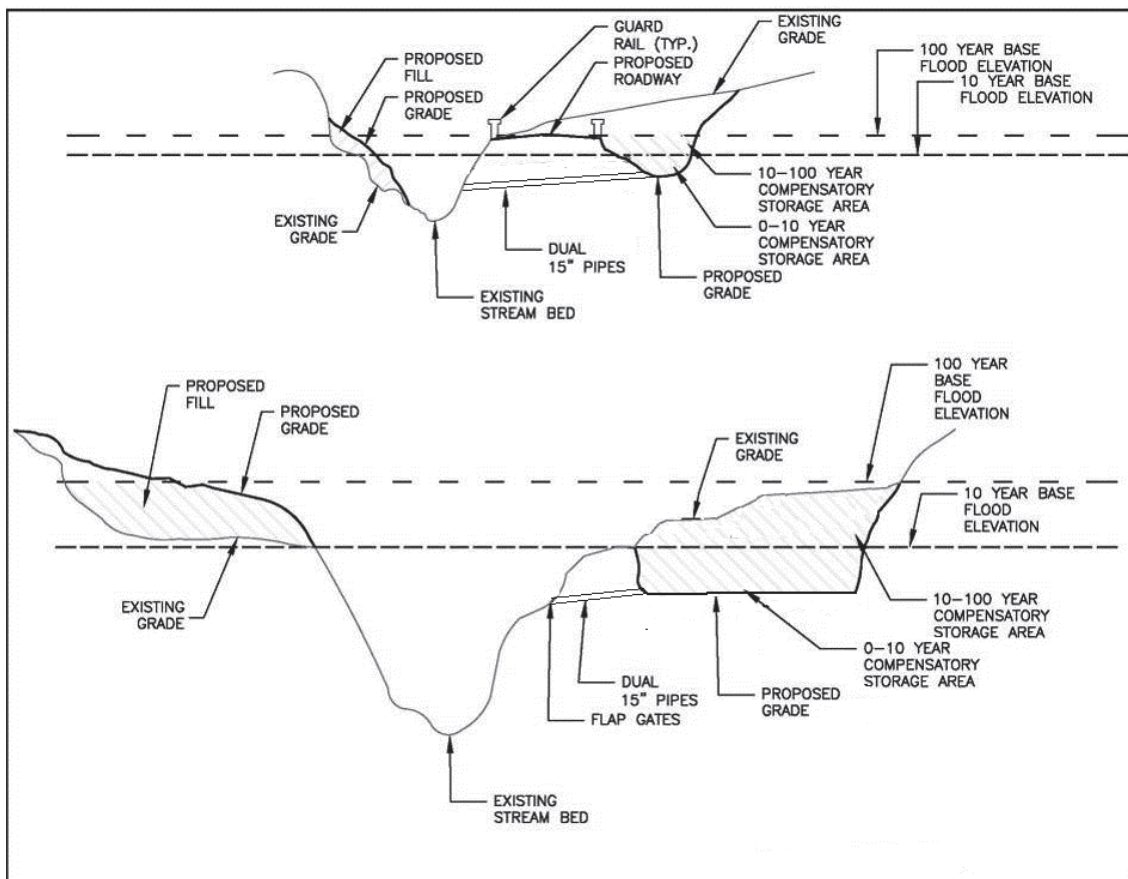 GUARD
RAIL (TYP.)
PROPOSED
ROADWAY
EXISTING
GRADE
PROPOSED
FILL
PROPOSED
GRADE
100 YEAR BASE
FLOOD ELEVATION
10 YEAR BASE
FLOOD ELEVATION
10-100 YEAR
COMPENSATORY
STORAGE AREA
0-10 YEAR
COMPENSATORY
STORAGE AREA
EXISTING
GRADE
DUAL
15" PIPES
PROPOSED
GRADE
EXISTING
STREAM BED
PROPOSED
FILL
PROPOSED
GRADE
100 YEAR
BASE
FLOOD
ELEVATION
EXISTING
GRADE
10 YEAR BASE
FLOOD
ELEVATION
EXISTING
GRADE
10-100 YEAR
COMPENSATORY
STORAGE AREA
0-10 YEAR
COMPENSATORY
STORAGE AREA
DUAL
15" PIPES
FLAP GATES
PROPOSED
GRADE
EXISTING
STREAM BED